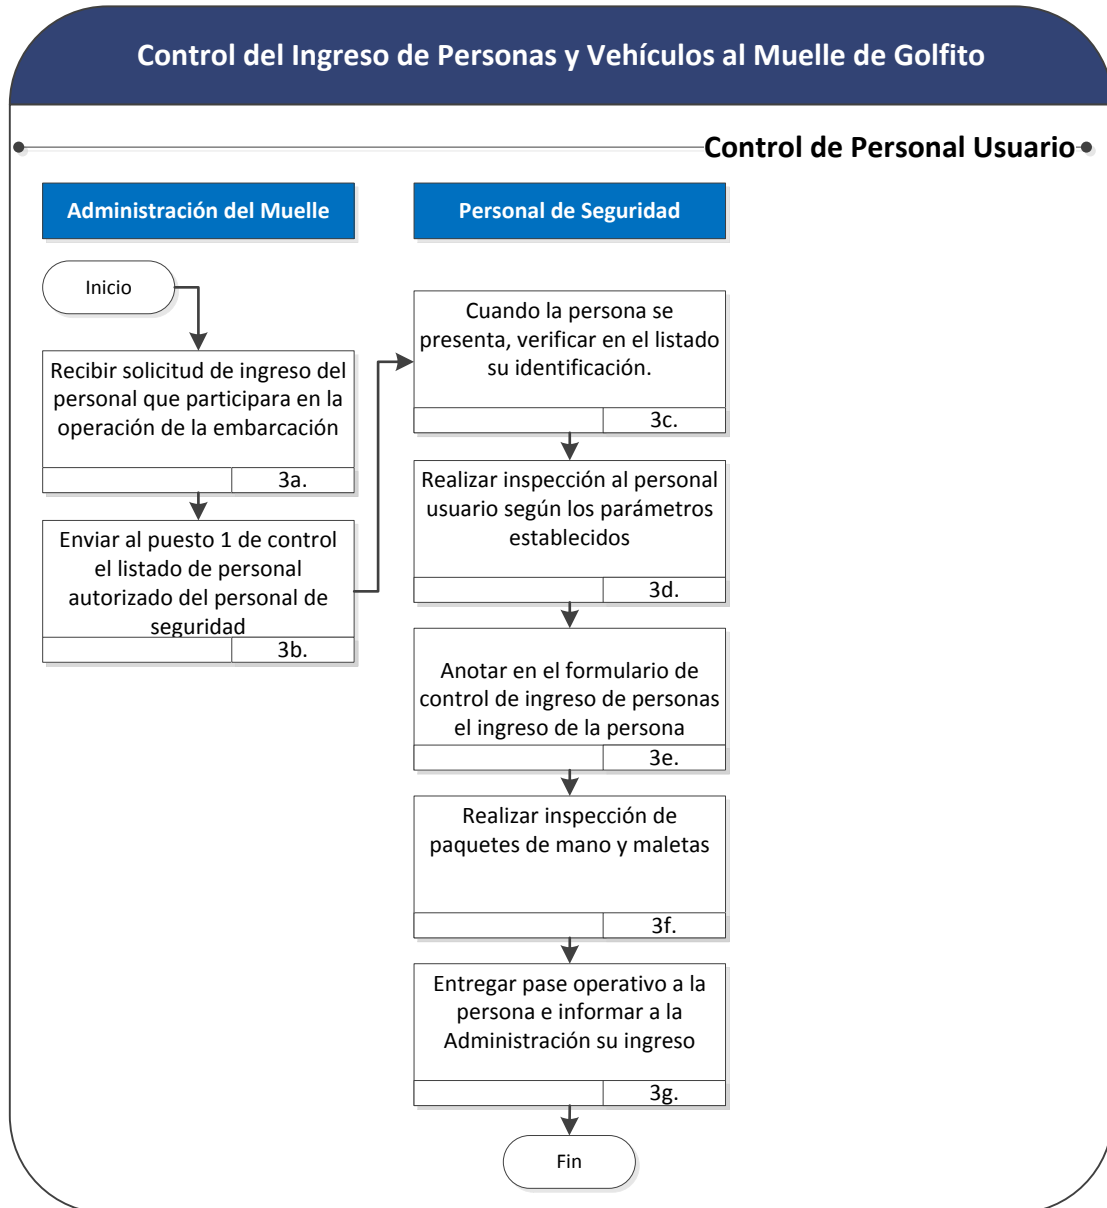 Control del Ingreso de Personas y Vehículos al Muelle de Golfito
Control de Personal Usuario
Administración del Muelle
Personal de Seguridad
Inicio
Recibir solicitud de ingreso del
personal que participara en la
operación de la embarcación
3a.
Enviar al puesto 1 de control
el listado de personal
autorizado del personal de
seguridad
3b.
Cuando la persona se
presenta, verificar en el listado
su identificación.
3c.
Realizar inspección al personal
usuario según los parámetros
establecidos
3d.
Anotar en el formulario de
control de ingreso de personas
el ingreso de la persona
3e.
Realizar inspección de
paquetes de mano y maletas
3f.
Entregar pase operativo a la
persona e informar a la
Administración su ingreso
3g.
Fin